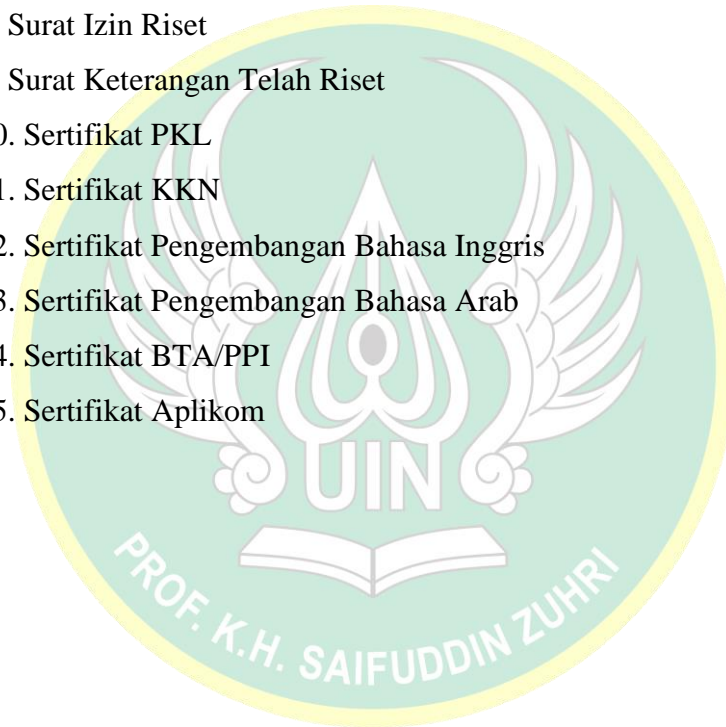 Surat Izin Riset
Surat Keterangan Telah Riset
0. Sertifikat PKL
1. Sertifikat KKN
2. Sertifikat Pengembangan Bahasa Inggris
3. Sertifikat Pengembangan Bahasa Arab
4. Sertifikat BTA/PPI
5. Sertifikat Aplikom
UIN
PROF. K.H. SAIFUDDIN ZUHRI